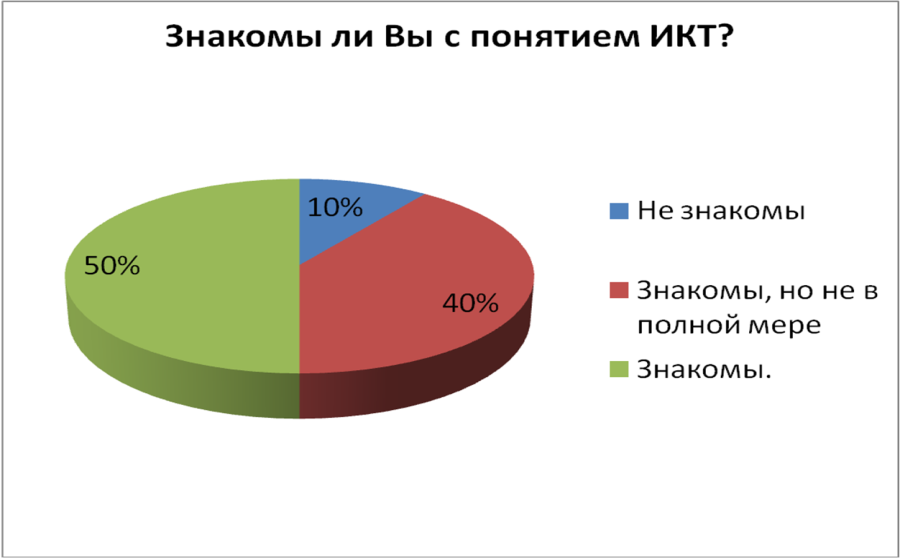 Знакомы ли Вы с понятием ИКТ?
10%
50%
40%
Не знакомы
Знакомы, но не в
полной мере
Знакомы.